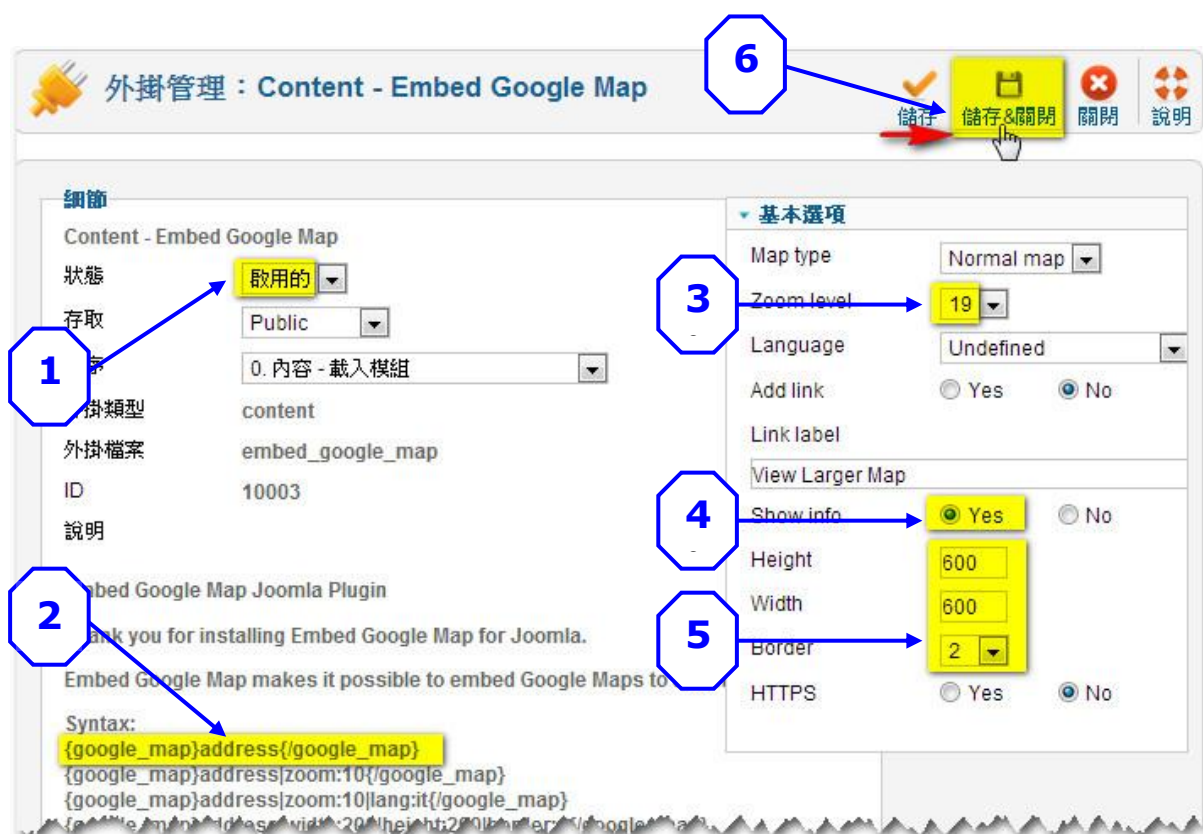 6
外掛管理：Content - Embed Google Map
儲存
儲存&關閉
關閉
說明
細節
Content - Embed Google Map
狀態
啟用的
存取
Public
1
序
0. 內容 - 載入模組
外掛類型
content
外掛檔案
embed_google_map
ID
10003
說明
Embed Google Map Joomla Plugin
2
Thank you for installing Embed Google Map for Joomla.
Embed Google Map makes it possible to embed Google Maps to
Syntax:
{google_map}address{/google_map}
{google_map}address|zoom:10{/google_map}
{google_map}address|zoom:10|lang:it{/google_map}
基本選項
Map type
Normal map
3
Zoom level
19
Language
Undefined
Add link
Yes
No
Link label
View Larger Map
4
Show info
Yes
No
Height
600
Width
600
5
Border
2
HTTPS
Yes
No